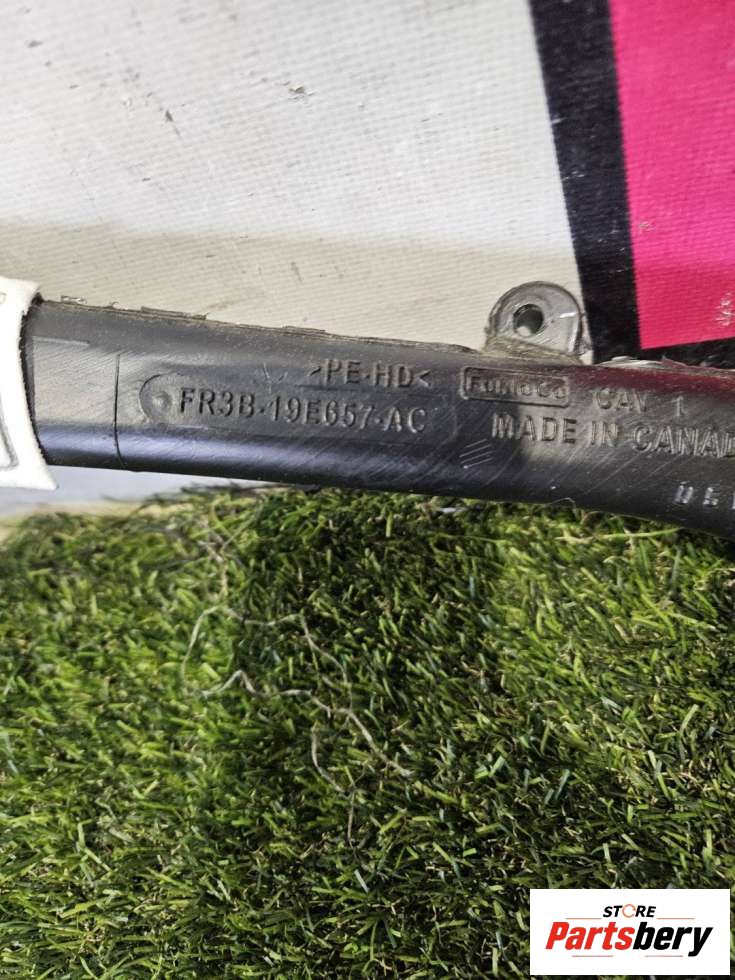 >PE-HD<
FR3B-19E657-AC
CAV 1
MADE IN CANAD
STORE
Partsbery